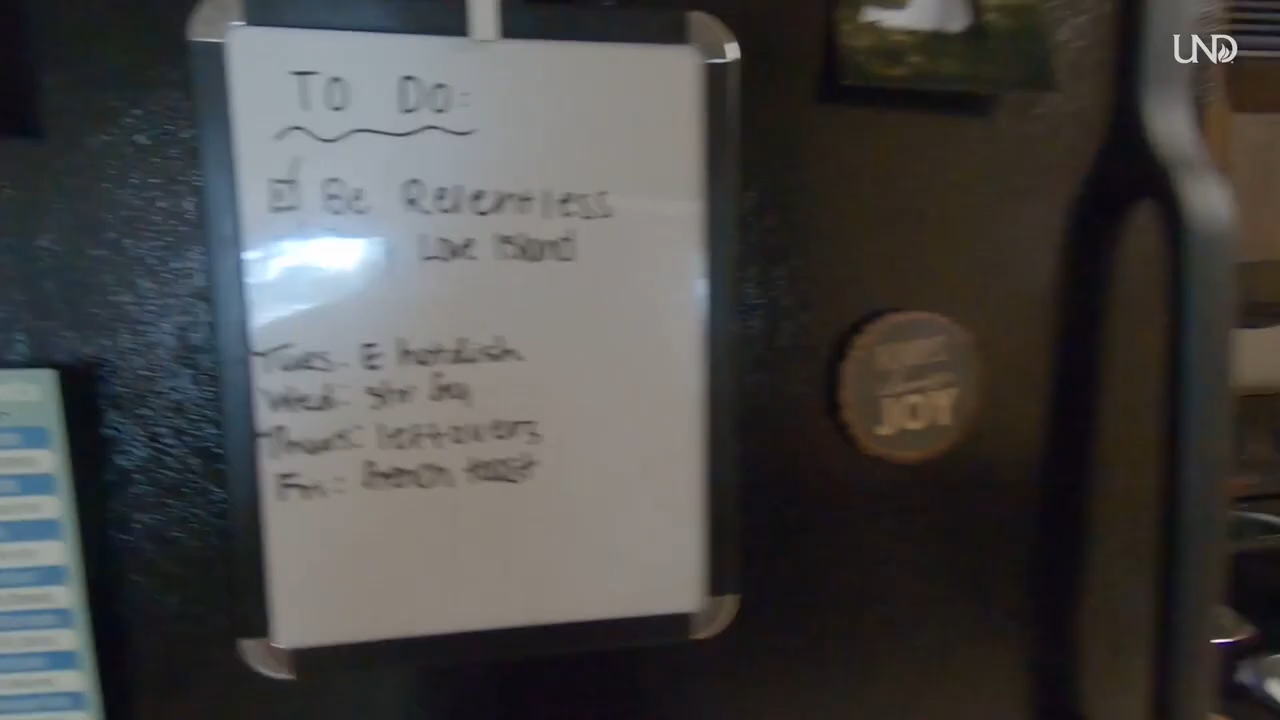 UND
TO DO:
Be Relentless
Love Island
Tues. E hotdish
Wed: Stir fry
Thurs: leftovers
Fri: french toast
JOY